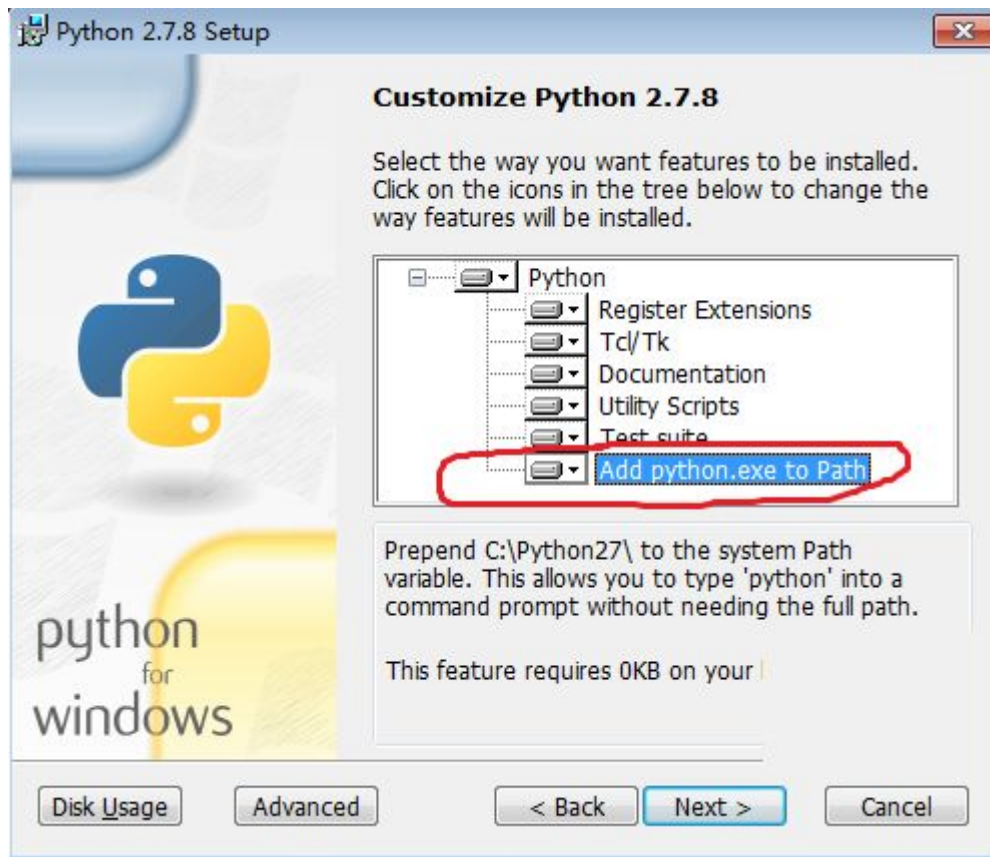 Python 2.7.8 Setup
Customize Python 2.7.8
Select the way you want features to be installed.
Click on the icons in the tree below to change the
way features will be installed.
Python
Register Extensions
Tcl/Tk
Documentation
Utility Scripts
Test suite
Add python.exe to Path
Prepend C:\Python27\ to the system Path
variable. This allows you to type 'python' into a
command prompt without needing the full path.
This feature requires 0KB on your
python
for
windows
Disk Usage
Advanced
< Back
Next >
Cancel